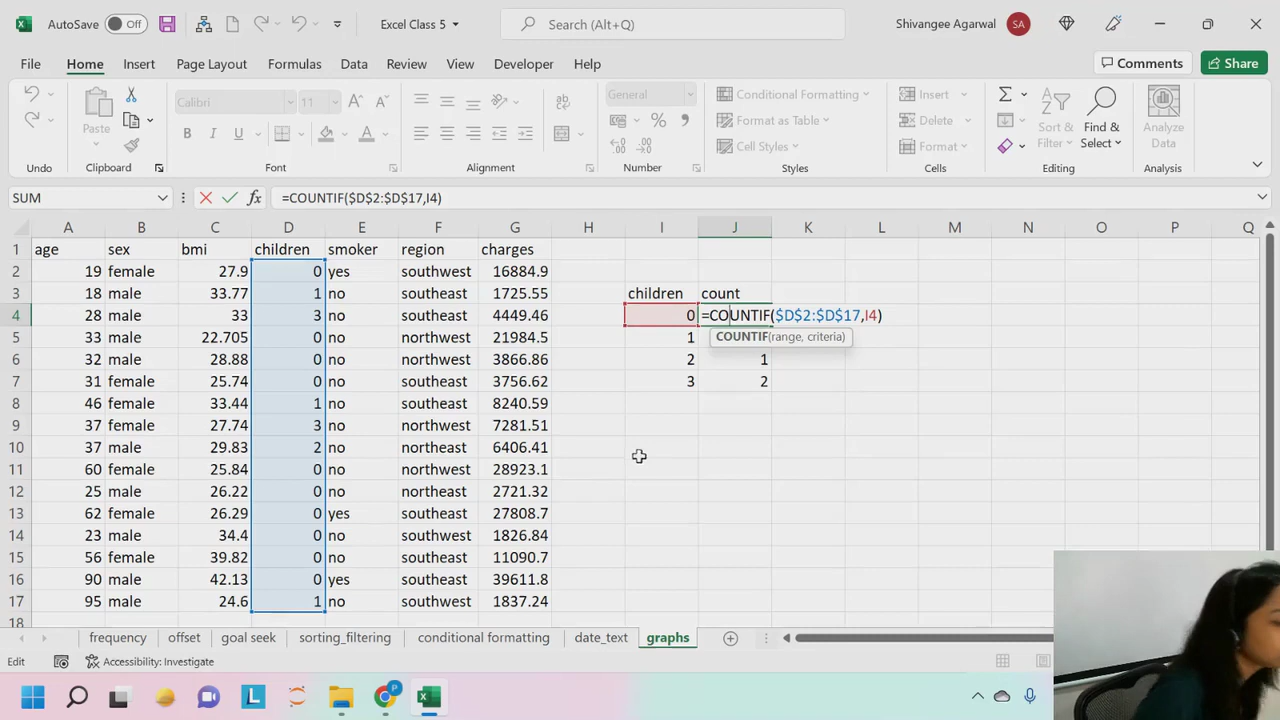 AutoSave Off Excel Class 5 Search (Alt+Q) Shivangee Agarwal SA
File Home Insert Page Layout Formulas Data Review View Developer Help Comments Share
Calibri 11 General Conditional Formatting Insert
Paste B I U Format as Table Delete Sort & Filter Find & Select Analyze Data
Cell Styles Format
Undo Clipboard Font Alignment Number Styles Cells Editing Analysis
SUM =COUNTIF($D$2:$D$17,I4)
A B C D E F G H I J K L M N O P Q
1 age sex bmi children smoker region charges
2 19 female 27.9 0 yes southwest 16884.9
3 18 male 33.77 1 no southeast 1725.55 children count
4 28 male 33 3 no southeast 4449.46 0 =COUNTIF($D$2:$D$17,I4)
5 33 male 22.705 0 no northwest 21984.5 1 COUNTIF(range, criteria)
6 32 male 28.88 0 no northwest 3866.86 2 1
7 31 female 25.74 0 no southeast 3756.62 3 2
8 46 female 33.44 1 no southeast 8240.59
9 37 female 27.74 3 no northwest 7281.51
10 37 male 29.83 2 no northeast 6406.41
11 60 female 25.84 0 no northwest 28923.1
12 25 male 26.22 0 no northeast 2721.32
13 62 female 26.29 0 yes southeast 27808.7
14 23 male 34.4 0 no southwest 1826.84
15 56 female 39.82 0 no southeast 11090.7
16 90 male 42.13 0 yes southeast 39611.8
17 95 male 24.6 1 no southwest 1837.24
18
frequency offset goal seek sorting_filtering conditional formatting date_text graphs
Edit Accessibility: Investigate